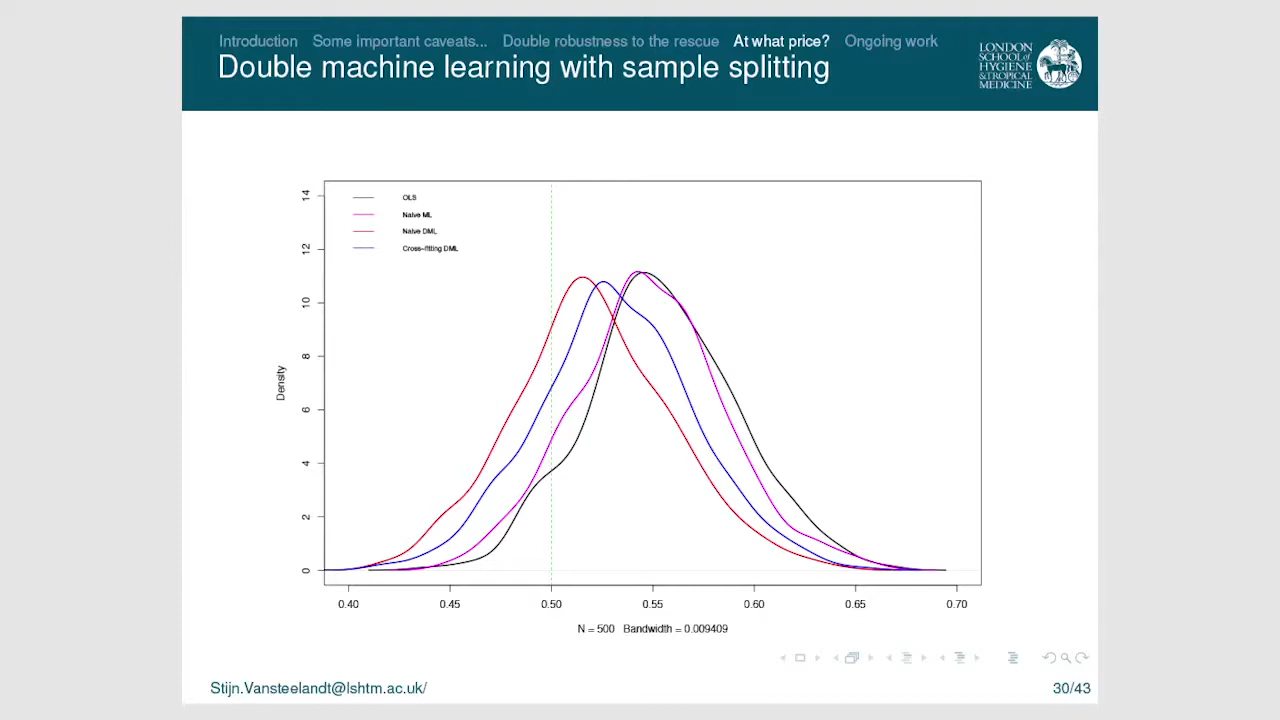 Introduction Some important caveats... Double robustness to the rescue At what price? Ongoing work
Double machine learning with sample splitting
LONDON
SCHOOL of
HYGIENE
& TROPICAL
MEDICINE
OLS
Naive ML
Naive DML
Cross-fitting DML
Density
14
12
10
8
6
4
2
0
0.40 0.45 0.50 0.55 0.60 0.65 0.70
N = 500 Bandwidth = 0.009409
Stijn.Vansteelandt@lshtm.ac.uk/
30/43